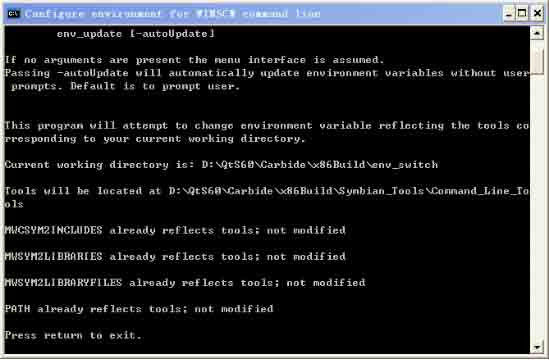 Configure environment for WINSCW command line
env_update [-autoUpdate]
If no arguments are present the menu interface is assumed.
Passing -autoUpdate will automatically update environment variables without user
prompts. Default is to prompt user.
This program will attempt to change environment variable reflecting the tools co
rresponding to your current working directory.
Current working directory is: D:\QtS60\Carbide\x86Build\env_switch
Tools will be located at D:\QtS60\Carbide\x86Build\Symbian_Tools\Command_Line_To
ols
MWCSYM2INCLUDES already reflects tools; not modified
MWSYM2LIBRARIES already reflects tools; not modified
MWSYM2LIBRARYFILES already reflects tools; not modified
PATH already reflects tools; not modified
Press return to exit.